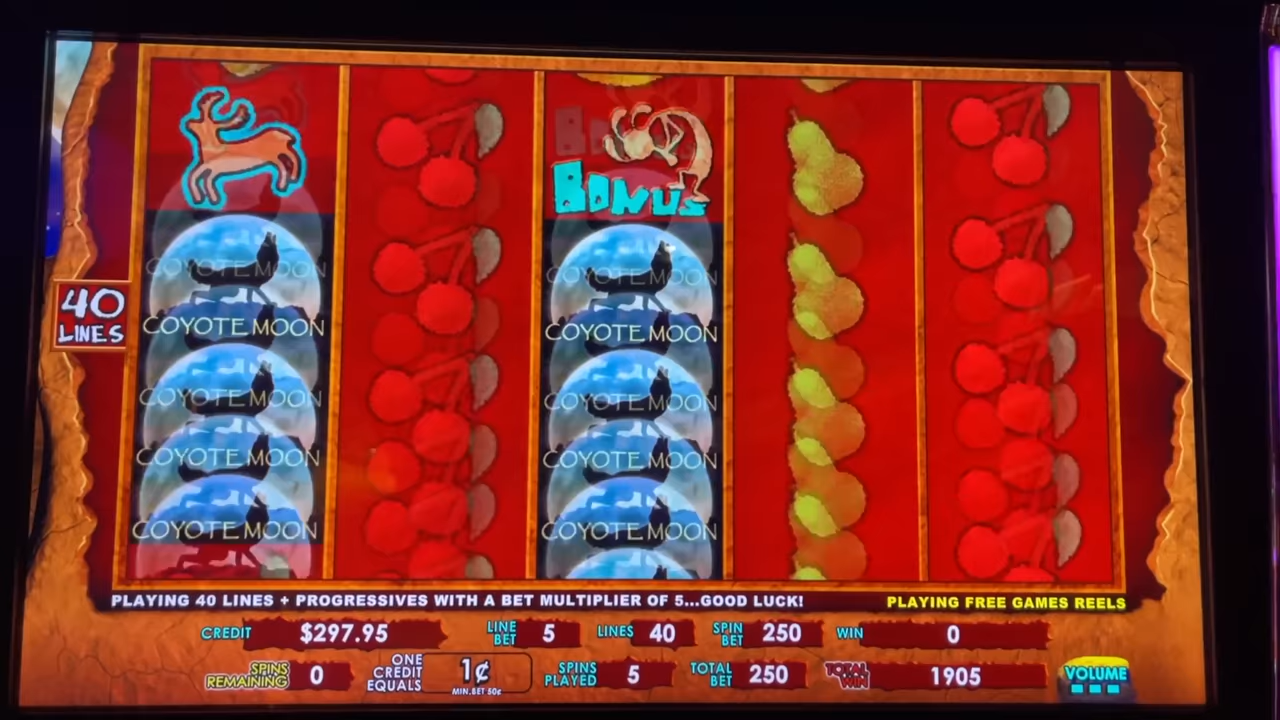 BONUS
BONUS
COYOTE MOON
COYOTE MOON
40
LINES
COYOTE MOON
COYOTE MOON
COYOTE MOON
COYOTE MOON
COYOTE MOON
COYOTE MOON
COYOTE MOON
COYOTE MOON
PLAYING 40 LINES + PROGRESSIVES WITH A BET MULTIPLIER OF 5...GOOD LUCK!
PLAYING FREE GAMES REELS
CREDIT $297.95
LINE BET 5
LINES 40
SPIN BET 250
WIN 0
SPINS REMAINING 0
ONE CREDIT EQUALS 1¢
MIN. BET 50¢
SPINS PLAYED 5
TOTAL BET 250
TOTAL WIN 1905
VOLUME